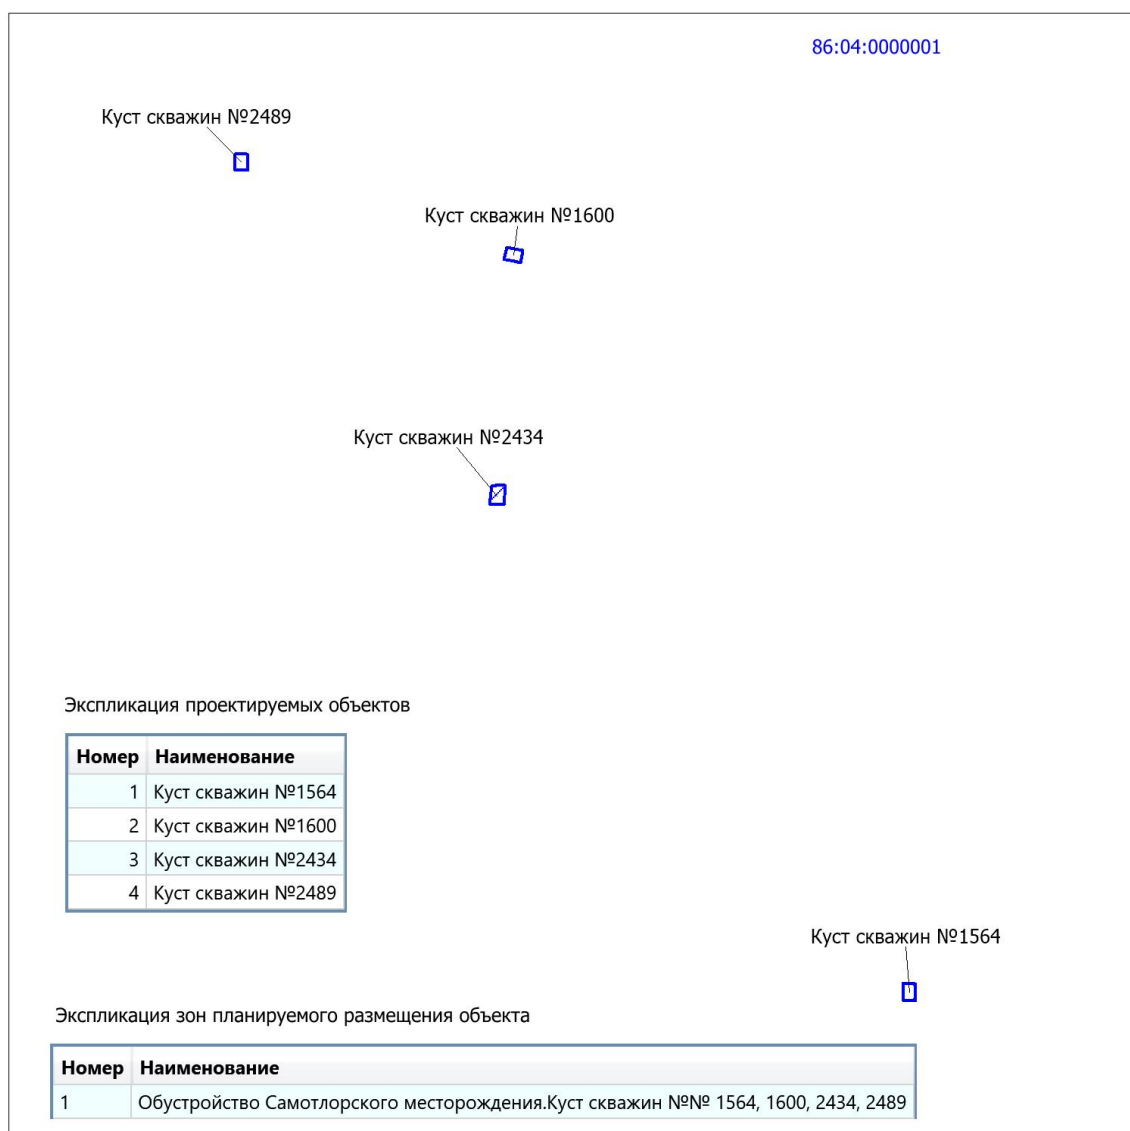 86:04:0000001
Куст скважин №2489
Куст скважин №1600
Куст скважин №2434
Экспликация проектируемых объектов
Номер Наименование
1 Куст скважин №1564
2 Куст скважин №1600
3 Куст скважин №2434
4 Куст скважин №2489
Куст скважин №1564
Экспликация зон планируемого размещения объекта
Номер Наименование
1 Обустройство Самотлорского месторождения.Куст скважин №№ 1564, 1600, 2434, 2489